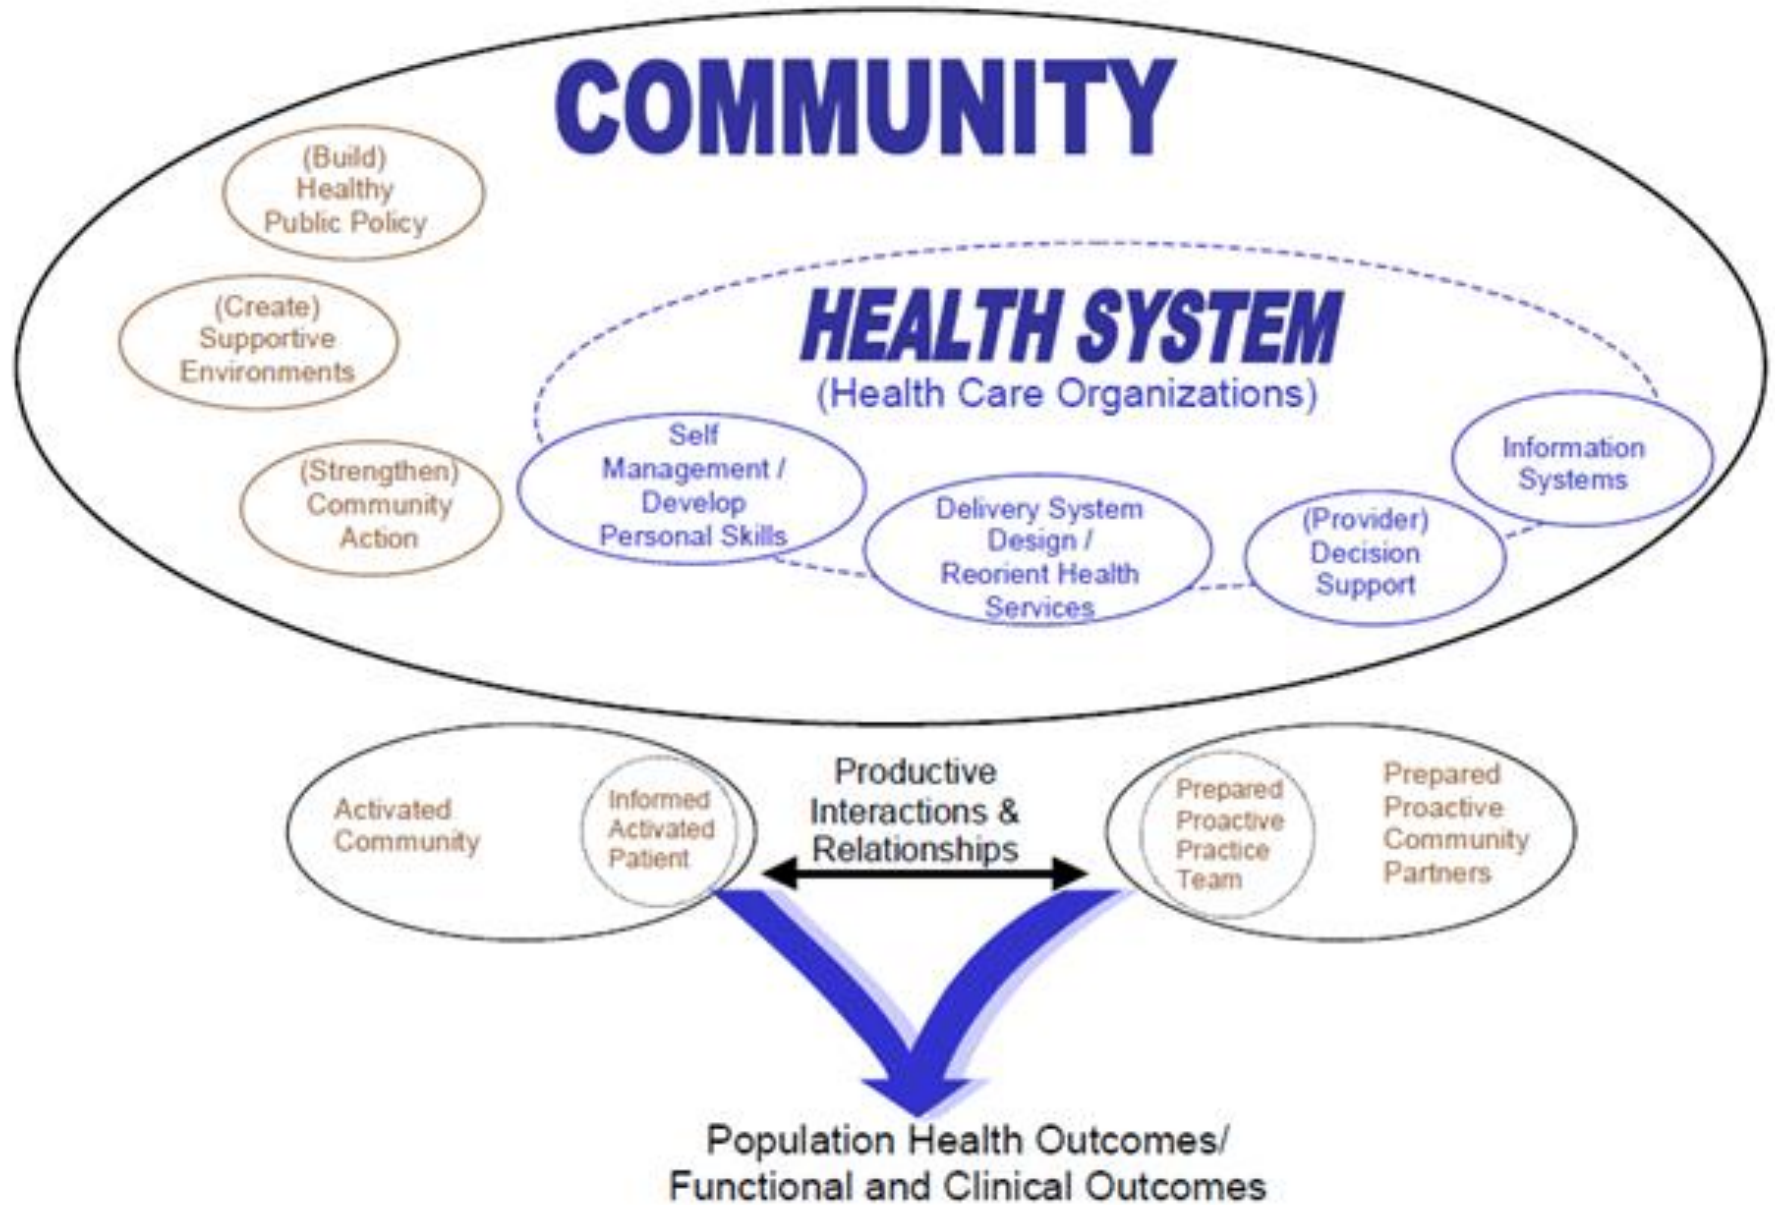 COMMUNITY
(Build)
Healthy
Public Policy
(Create)
Supportive
Environments
(Strengthen)
Community
Action
HEALTH SYSTEM
(Health Care Organizations)
Self
Management /
Develop
Personal Skills
Delivery System
Design /
Reorient Health
Services
(Provider)
Decision
Support
Information
Systems
Activated
Community
Informed
Activated
Patient
Productive
Interactions &
Relationships
Prepared
Proactive
Practice
Team
Prepared
Proactive
Community
Partners
Population Health Outcomes/
Functional and Clinical Outcomes